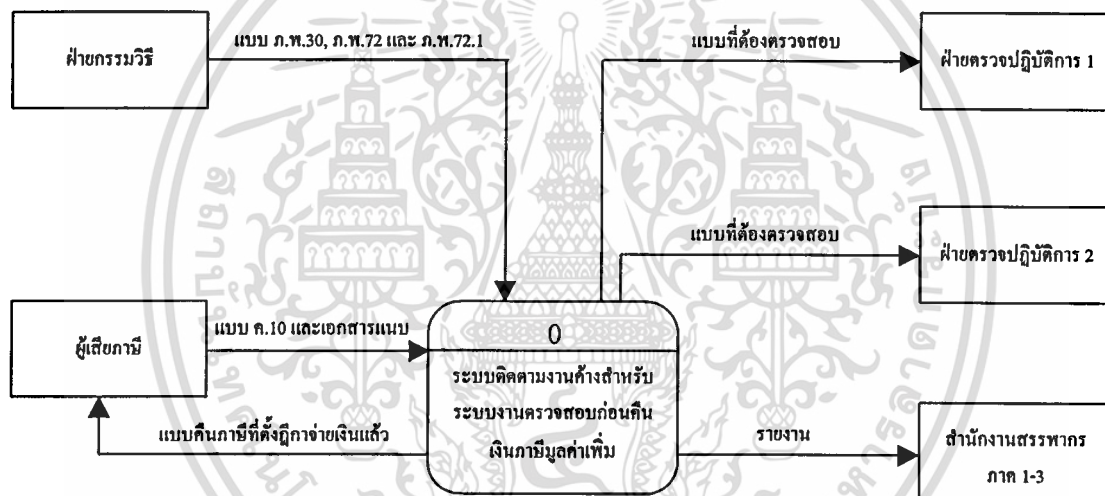 ฝ่ายกรรมวิธี
แบบ ภ.พ.30, ภ.พ.72 และ ภ.พ.72.1
แบบที่ต้องตรวจสอบ
ฝ่ายตรวจปฏิบัติการ 1
แบบที่ต้องตรวจสอบ
ฝ่ายตรวจปฏิบัติการ 2
ผู้เสียภาษี
แบบ ค.10 และเอกสารแนบ
แบบคืนภาษีที่ตั้งฎีกาจ่ายเงินแล้ว
0
ระบบติดตามงานค้างสำหรับ
ระบบงานตรวจสอบก่อนคืน
เงินภาษีมูลค่าเพิ่ม
รายงาน
สำนักงานสรรพากร
ภาค 1-3